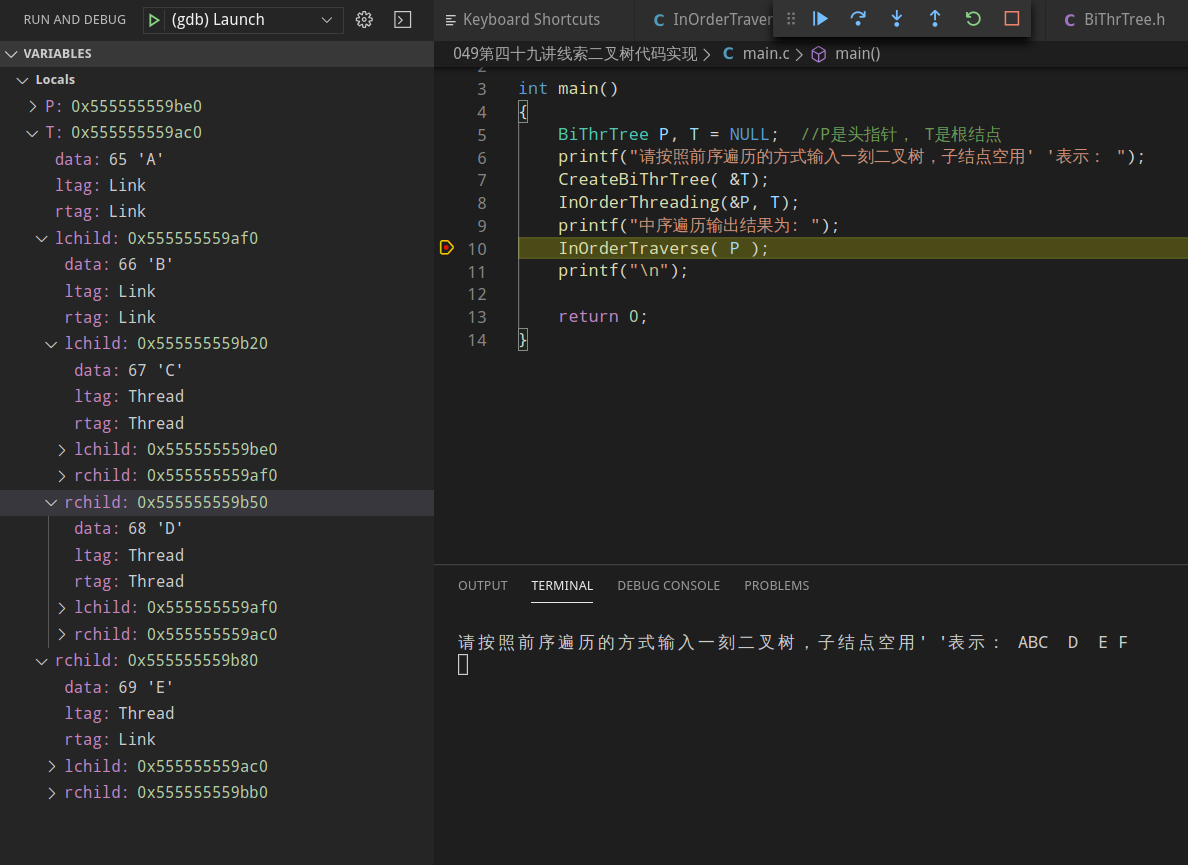 RUN AND DEBUG
(gdb) Launch
VARIABLES
Locals
P: 0x555555559be0
T: 0x555555559ac0
data: 65 'A'
ltag: Link
rtag: Link
lchild: 0x555555559af0
data: 66 'B'
ltag: Link
rtag: Link
lchild: 0x555555559b20
data: 67 'C'
ltag: Thread
rtag: Thread
lchild: 0x555555559be0
rchild: 0x555555559af0
rchild: 0x555555559b50
data: 68 'D'
ltag: Thread
rtag: Thread
lchild: 0x555555559af0
rchild: 0x555555559ac0
rchild: 0x555555559b80
data: 69 'E'
ltag: Thread
rtag: Link
lchild: 0x555555559ac0
rchild: 0x555555559bb0
Keyboard Shortcuts
C InOrderTraver
C BiThrTree.h
049第四十九讲线索二叉树代码实现 > C main.c > main()
2
3 int main()
4 {
5 BiThrTree P, T = NULL; //P是头指针， T是根结点
6 printf("请按照前序遍历的方式输入一刻二叉树，子结点空用' '表示： ");
7 CreateBiThrTree( &T);
8 InOrderThreading(&P, T);
9 printf("中序遍历输出结果为: ");
10 InOrderTraverse( P );
11 printf("\n");
12
13 return 0;
14 }
OUTPUT TERMINAL DEBUG CONSOLE PROBLEMS
请按照前序遍历的方式输入一刻二叉树，子结点空用' '表示： ABC  D  E F